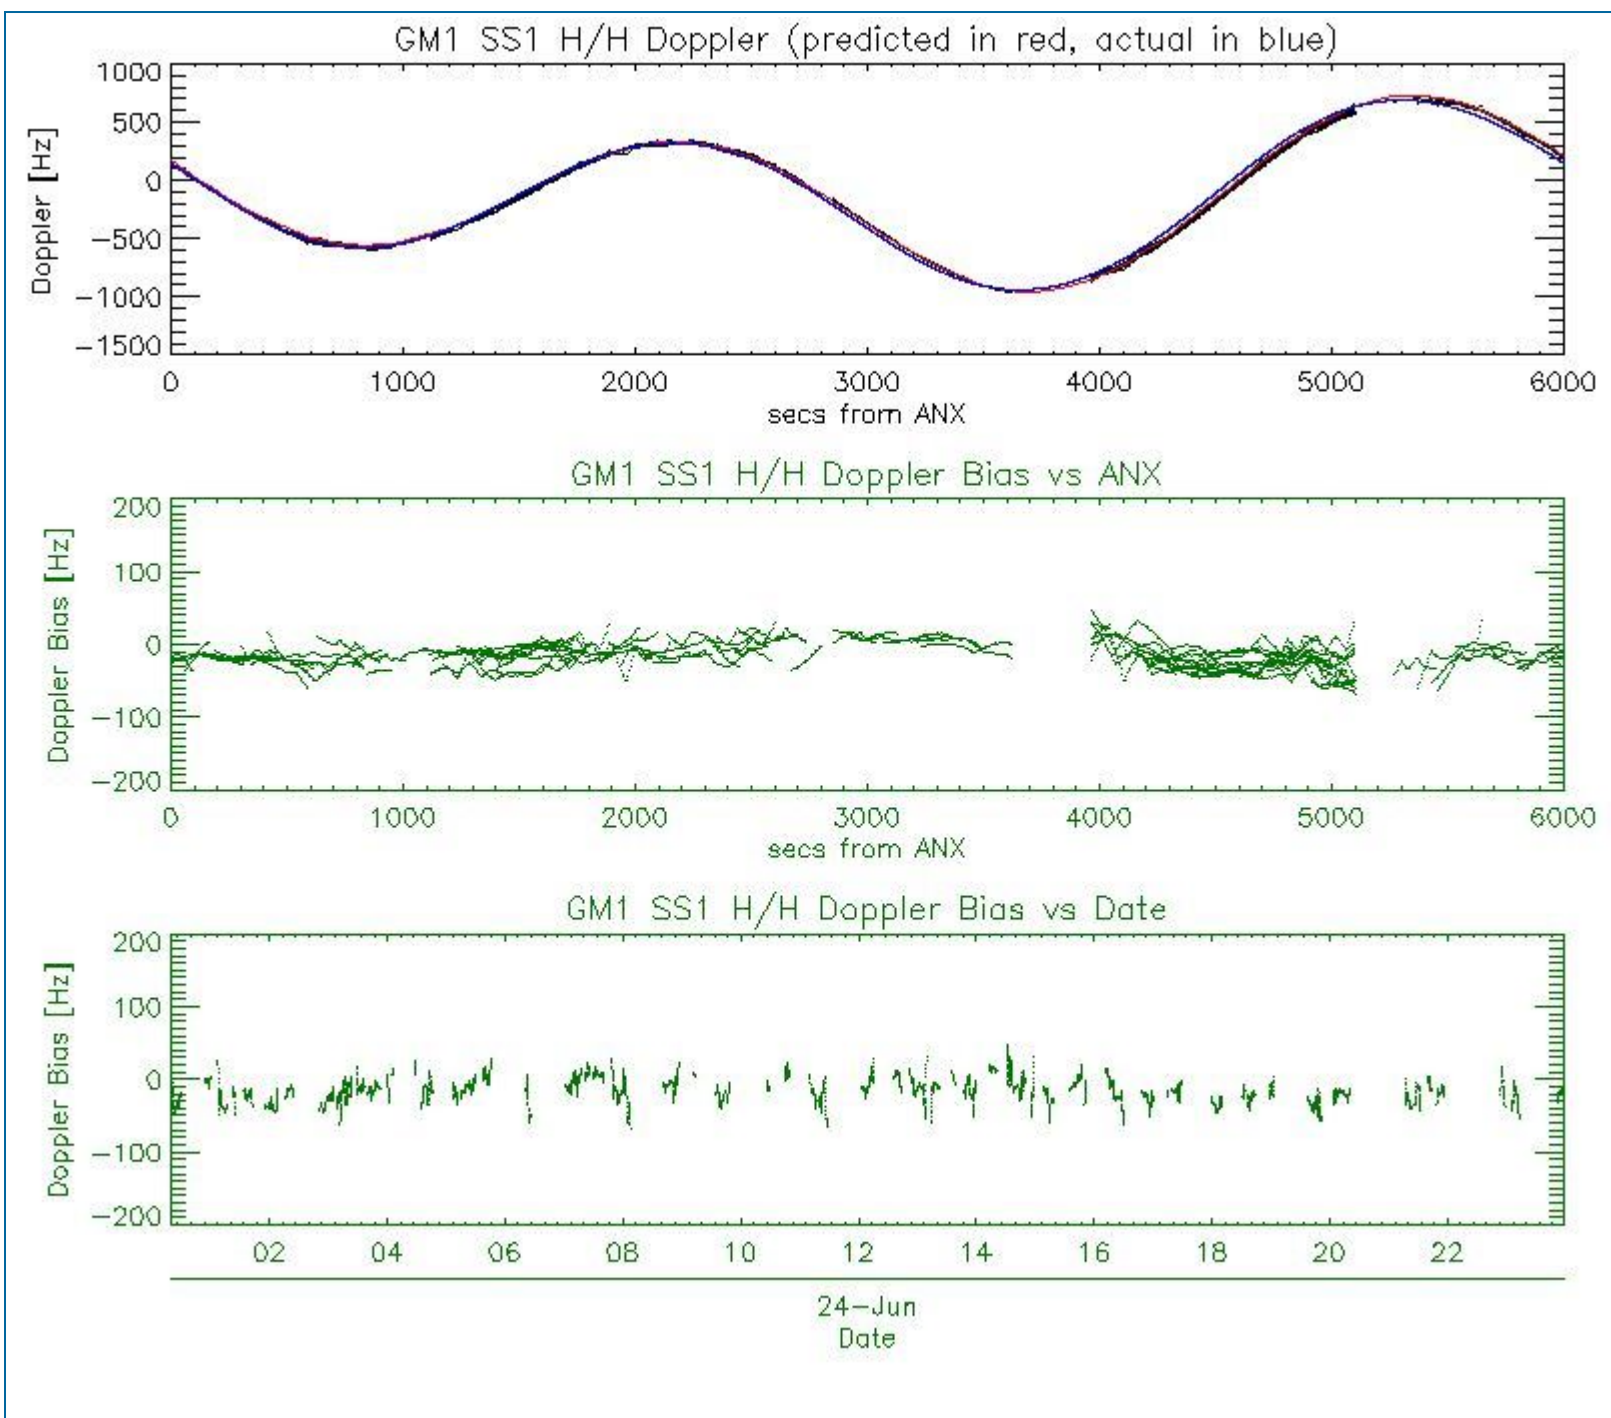 GM1 SS1 H/H Doppler (predicted in red, actual in blue)
1000
500
0
−500
−1000
−1500
Doppler [Hz]
0 1000 2000 3000 4000 5000 6000
secs from ANX
GM1 SS1 H/H Doppler Bias vs ANX
200
100
0
−100
−200
Doppler Bias [Hz]
0 1000 2000 3000 4000 5000 6000
secs from ANX
GM1 SS1 H/H Doppler Bias vs Date
200
100
0
−100
−200
Doppler Bias [Hz]
02 04 06 08 10 12 14 16 18 20 22
24−Jun
Date